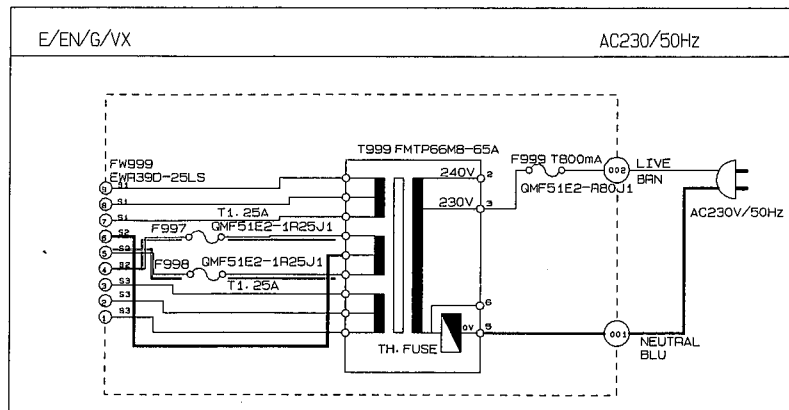 E/EN/G/VX
AC230/50Hz
T999 FMTP66M8-65A
F999 T800mA
002
LIVE
BRN
QMF51E2-R80J1
AC230V/50Hz
FW999
EWR39D-25LS
240V
2
230V
3
9
S1
8
S1
7
S1
T1.25A
6
S2
F997
QMF51E2-1R25J1
5
S2
4
S2
F998
QMF51E2-1R25J1
3
S3
T1.25A
2
S3
1
S3
6
0V
5
TH. FUSE
001
NEUTRAL
BLU